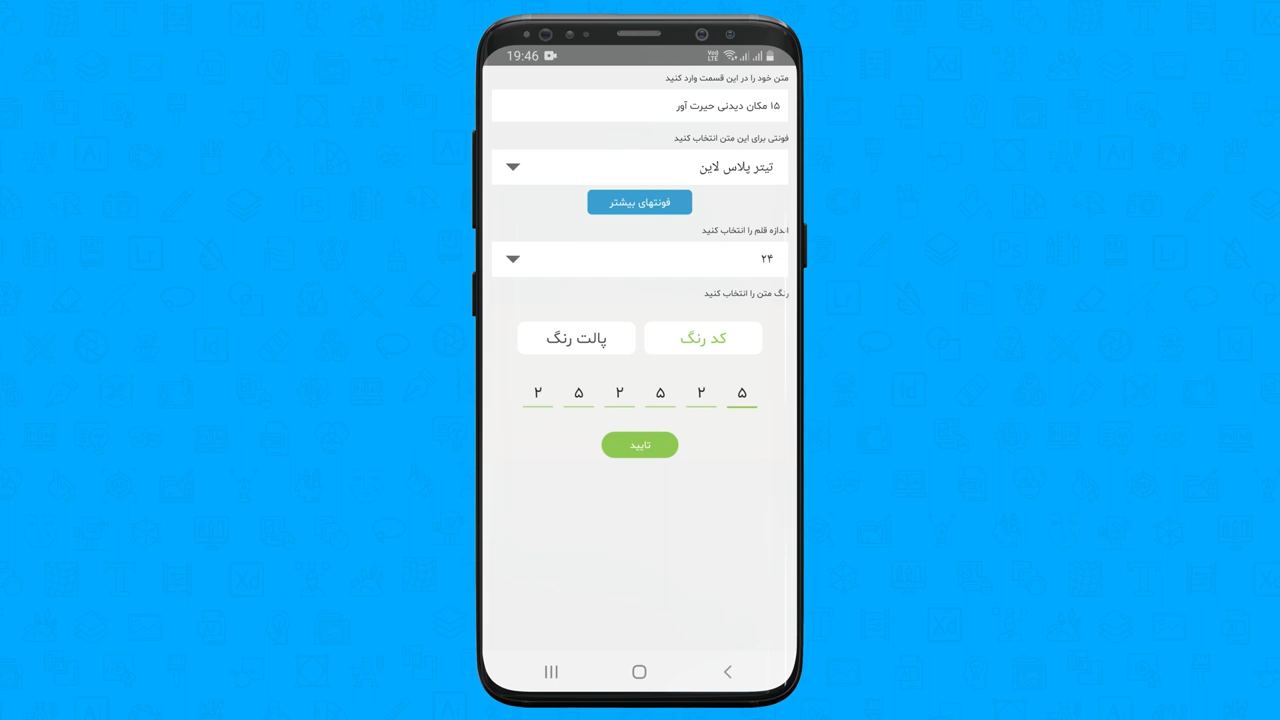 19:46
متن خود را در این قسمت وارد کنید
۱۵ مکان دیدنی حیرت آور
فونتی برای این متن انتخاب کنید
تیتر پلاس لاین
فونتهای بیشتر
اندازه قلم را انتخاب کنید
۲۴
رنگ متن را انتخاب کنید
کد رنگ
پالت رنگ
۲ ۵ ۲ ۵ ۲ ۵
تایید